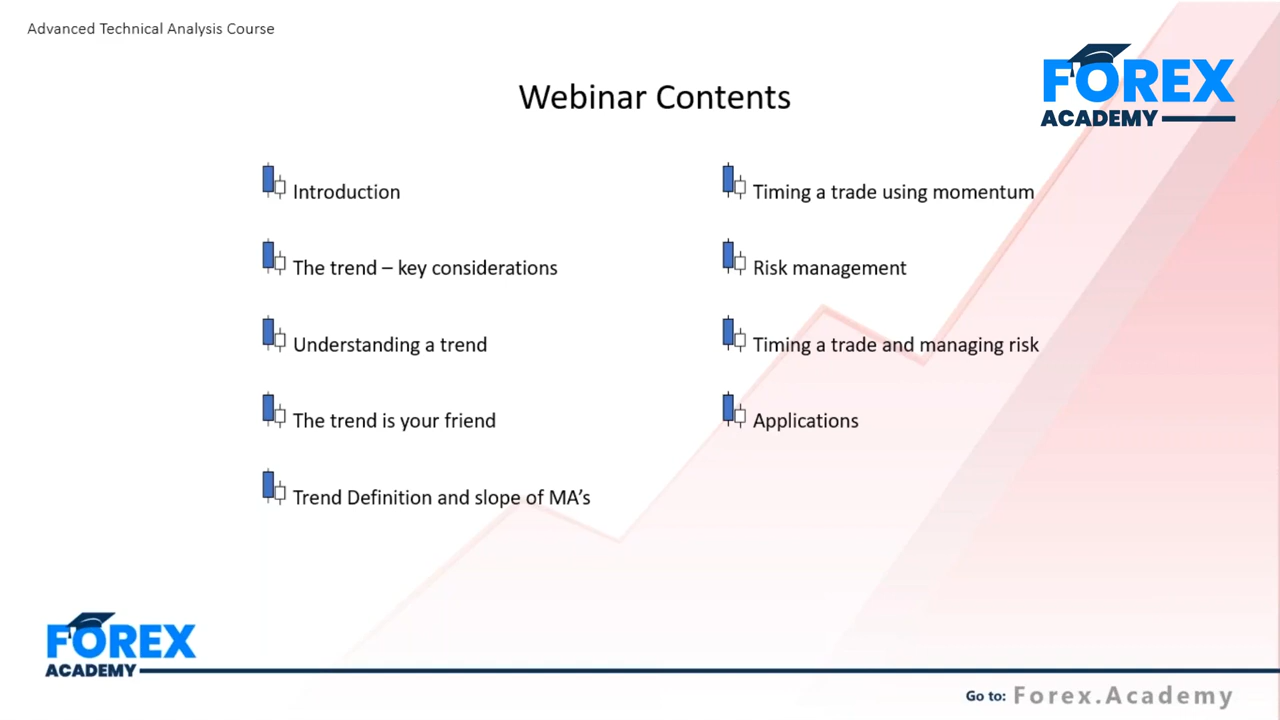 Advanced Technical Analysis Course
FOREX
ACADEMY
Webinar Contents
Introduction
The trend – key considerations
Understanding a trend
The trend is your friend
Trend Definition and slope of MA’s
Timing a trade using momentum
Risk management
Timing a trade and managing risk
Applications
FOREX
ACADEMY
Go to: Forex.Academy